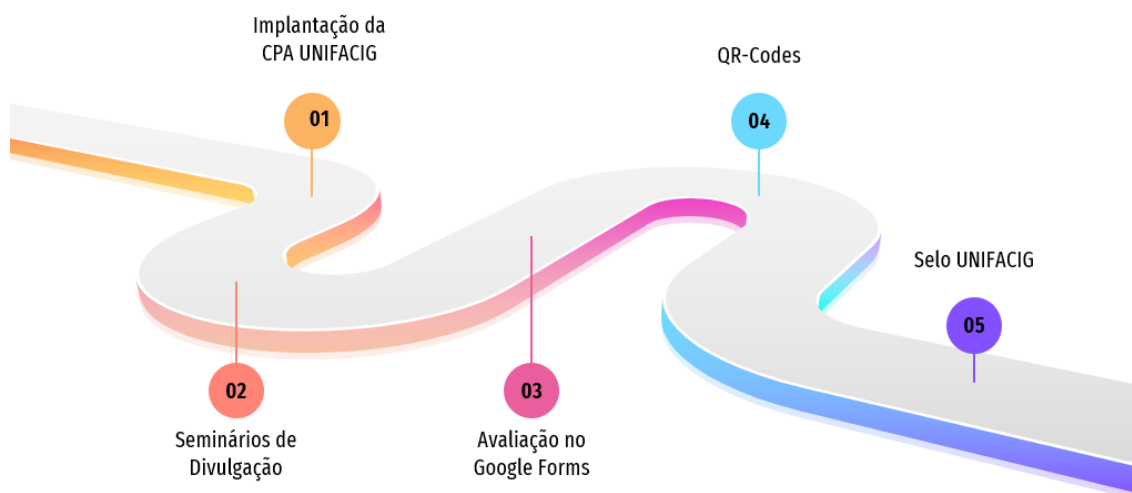 Implantação da
CPA UNIFACIG
01
02
Seminários de
Divulgação
03
Avaliação no
Google Forms
QR-Codes
04
Selo UNIFACIG
05